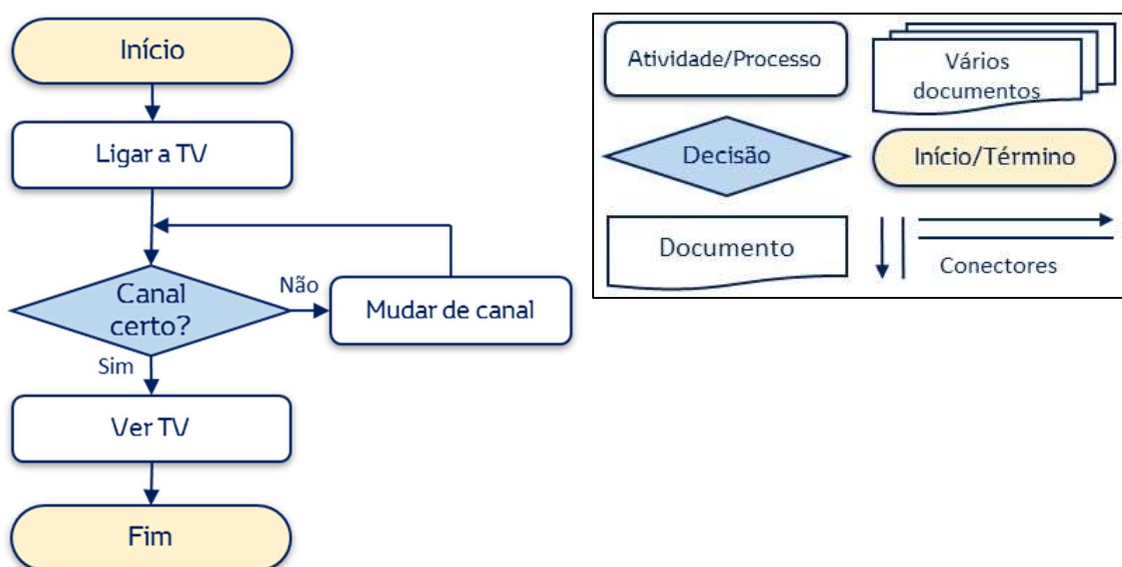 Início
Ligar a TV
Canal
certo?
Não
Mudar de canal
Sim
Ver TV
Fim
Atividade/Processo
Vários
documentos
Decisão
Início/Término
Documento
Conectores